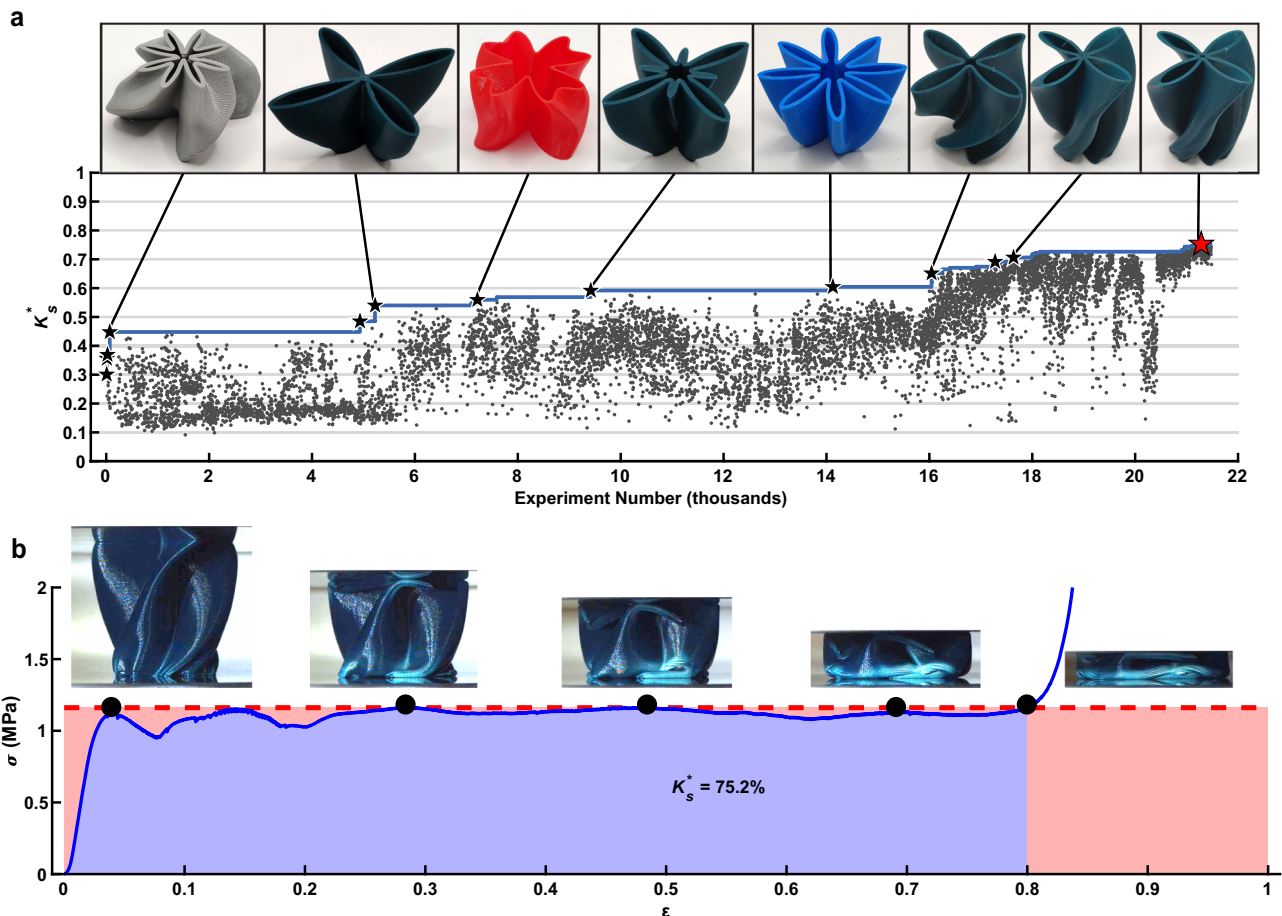 a
1
0.9
0.8
0.7
0.6
0.5
0.4
0.3
0.2
0.1
0
K*s
0 2 4 6 8 10 12 14 16 18 20 22
Experiment Number (thousands)
b
2
1.5
1
0.5
0
σ (MPa)
K*s = 75.2%
0 0.1 0.2 0.3 0.4 0.5 0.6 0.7 0.8 0.9 1
ε